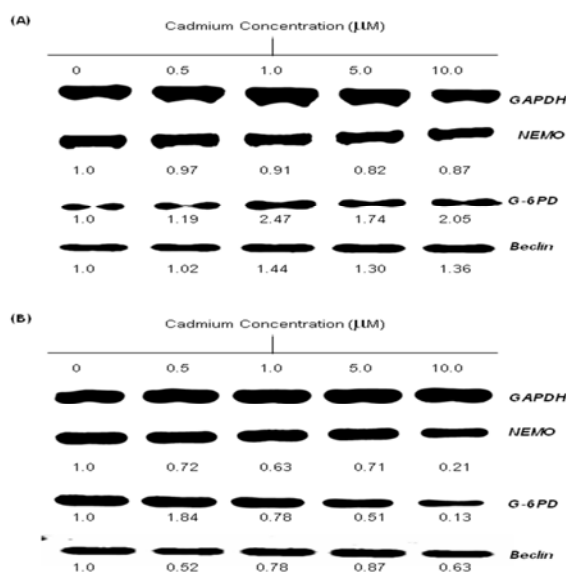 (A)
Cadmium Concentration (µM)
0 0.5 1.0 5.0 10.0
GAPDH
NEMO
1.0 0.97 0.91 0.82 0.87
G-6PD
1.0 1.19 2.47 1.74 2.05
Beclin
1.0 1.02 1.44 1.30 1.36
(B)
Cadmium Concentration (µM)
0 0.5 1.0 5.0 10.0
GAPDH
NEMO
1.0 0.72 0.63 0.71 0.21
G-6PD
1.0 1.84 0.78 0.51 0.13
Beclin
1.0 0.52 0.78 0.87 0.63